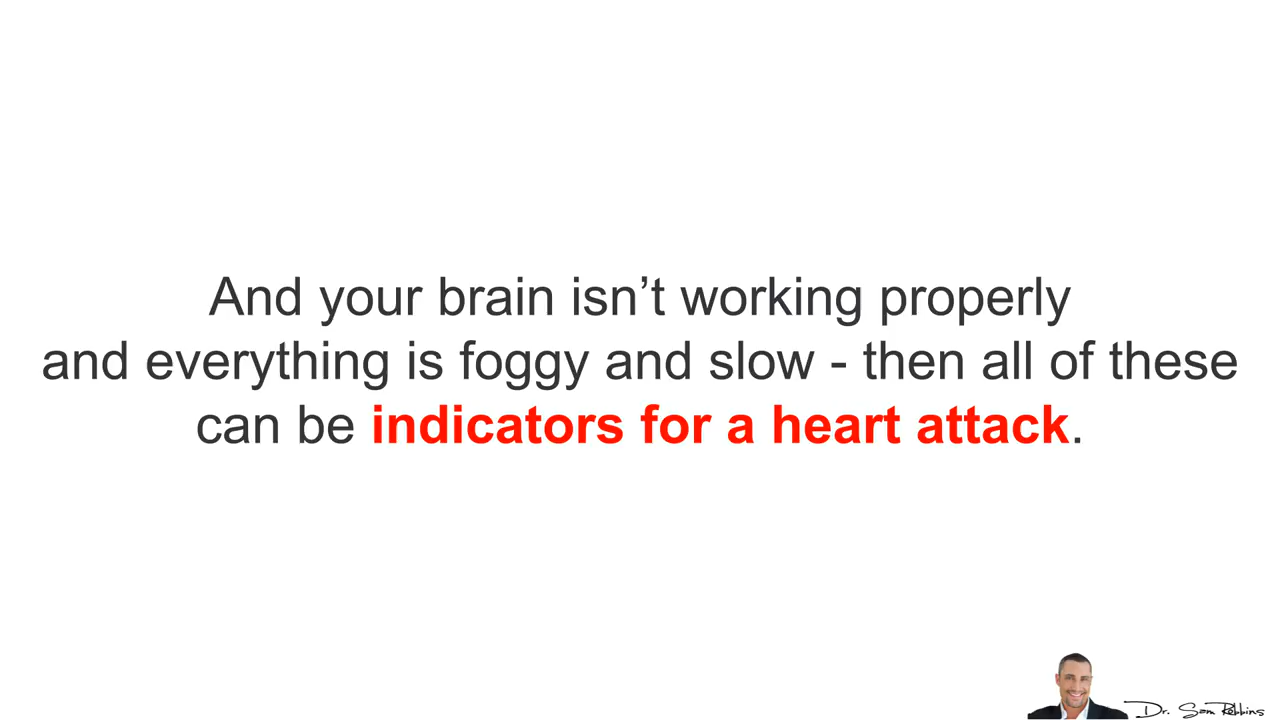 And your brain isn’t working properly
and everything is foggy and slow - then all of these
can be indicators for a heart attack.
Dr. Sam Robbins